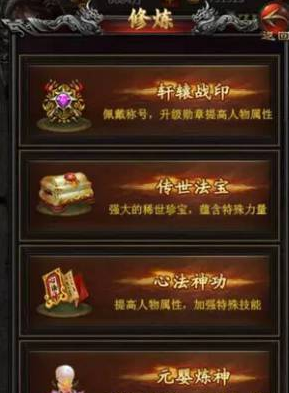 修炼
返回
轩辕战印
佩戴称号，升级勋章提高人物属性
传世法宝
强大的稀世珍宝，蕴含特殊力量
心法神功
提高人物属性，加强特殊技能
元婴炼神